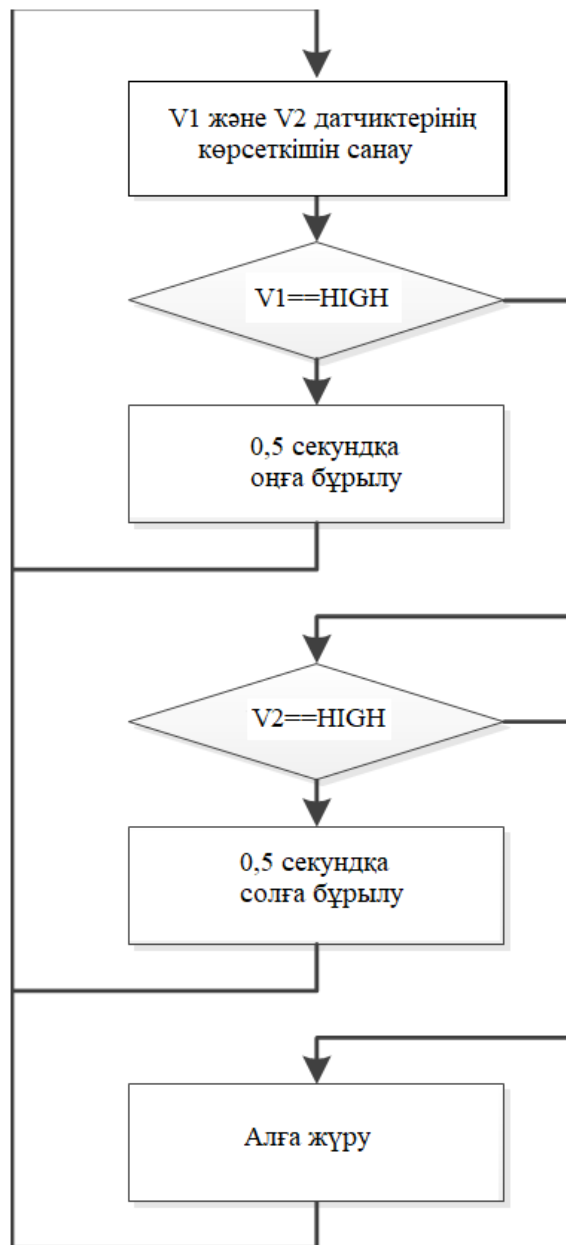 V1 және V2 датчиктерінің
көрсеткішін санау
V1==HIGH
0,5 секундқа
оңға бұрылу
V2==HIGH
0,5 секундқа
солға бұрылу
Алға жүру